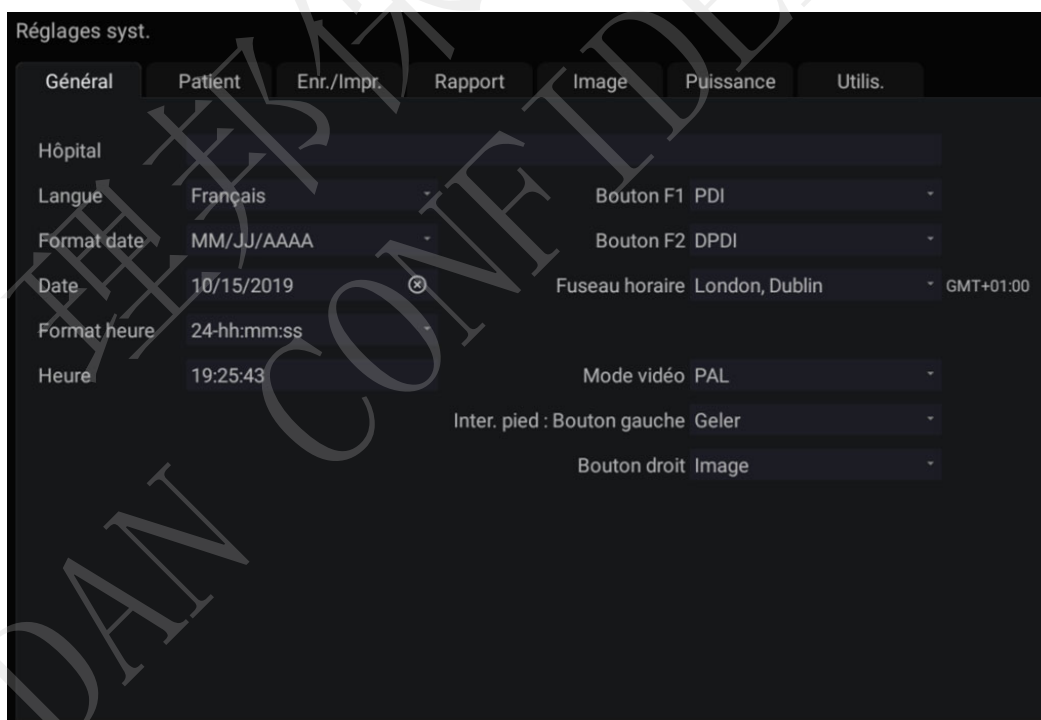 Réglages syst.
Général Patient Enr./Impr. Rapport Image Puissance Utilis.
Hôpital
Langue Français Bouton F1 PDI
Format date MM/JJ/AAAA Bouton F2 DPDI
Date 10/15/2019 Fuseau horaire London, Dublin GMT+01:00
Format heure 24-hh:mm:ss
Heure 19:25:43 Mode vidéo PAL
Inter. pied : Bouton gauche Geler
Bouton droit Image
理邦保
DAN CONFIDE